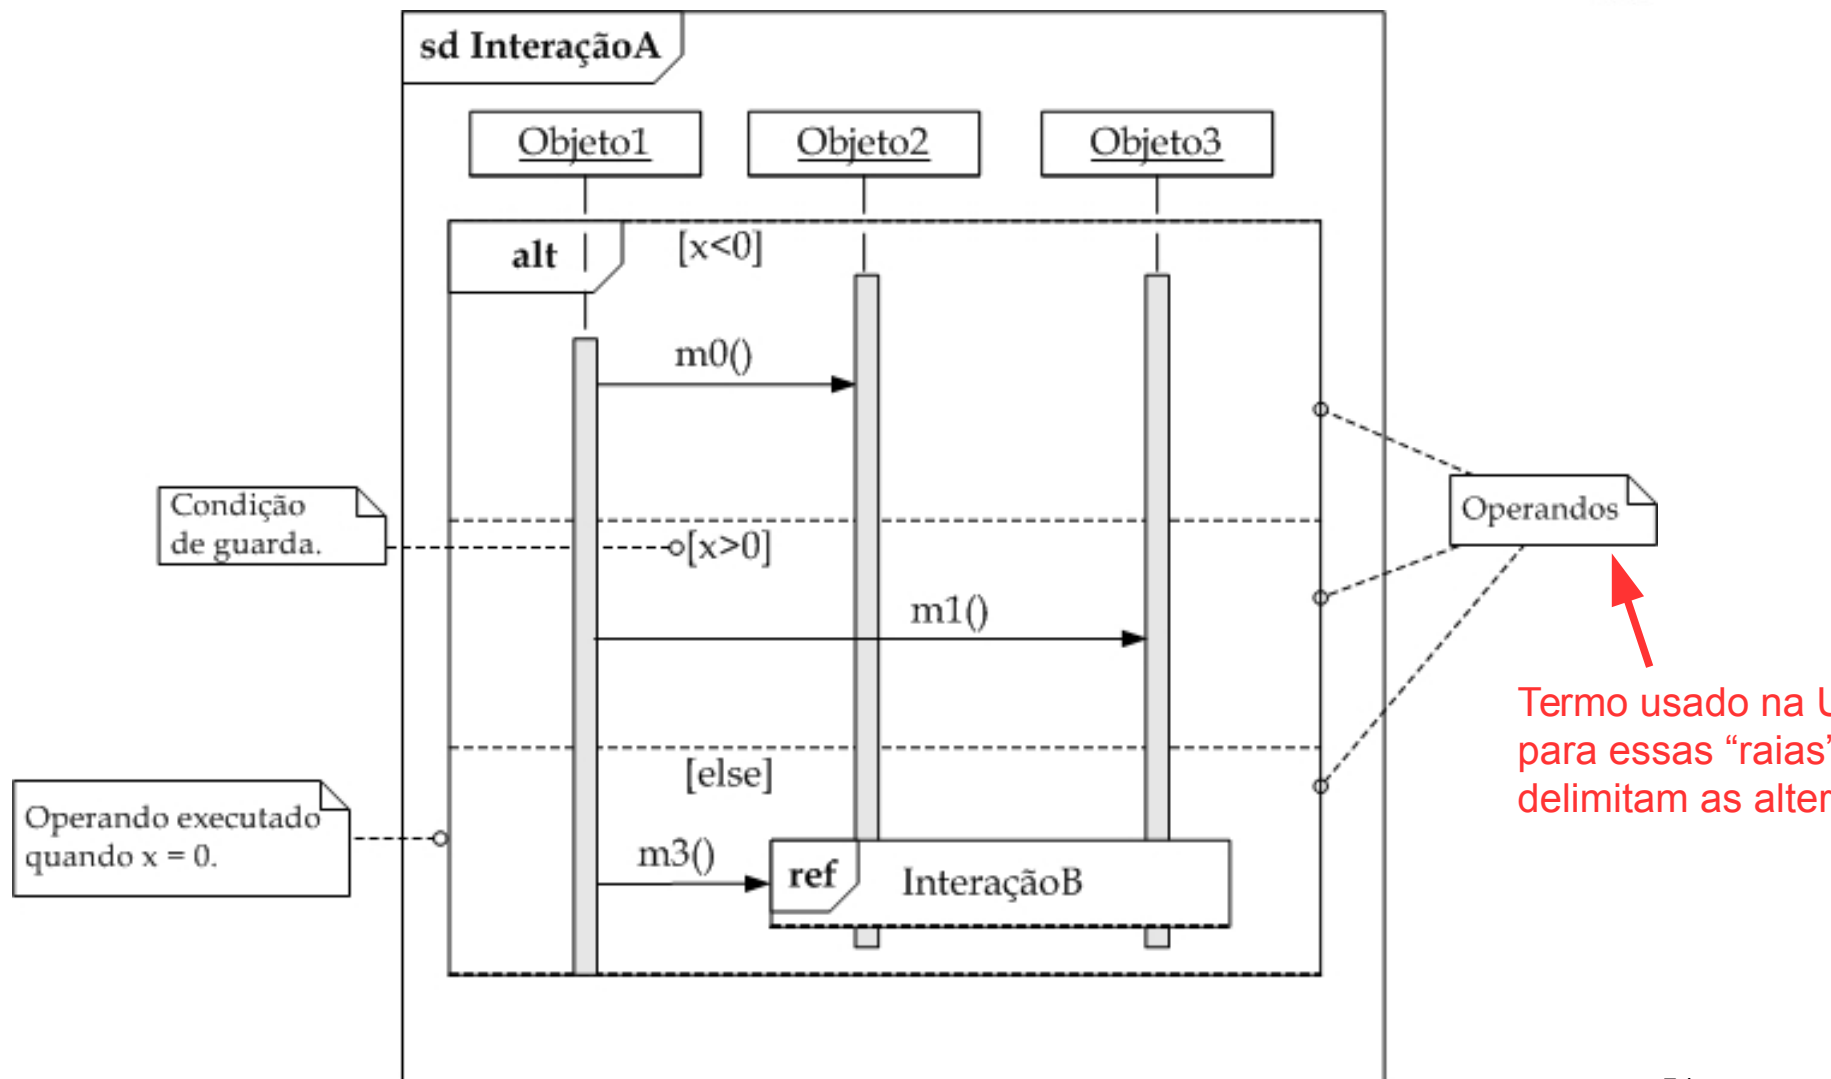 sd InteraçãoA
Objeto1 Objeto2 Objeto3
alt [x<0]
m0()
Condição
de guarda.
Operandos
[x>0]
m1()
Termo usado na
para essas “raias”
delimitam as
[else]
Operando executado
quando x = 0.
m3()
ref InteraçãoB